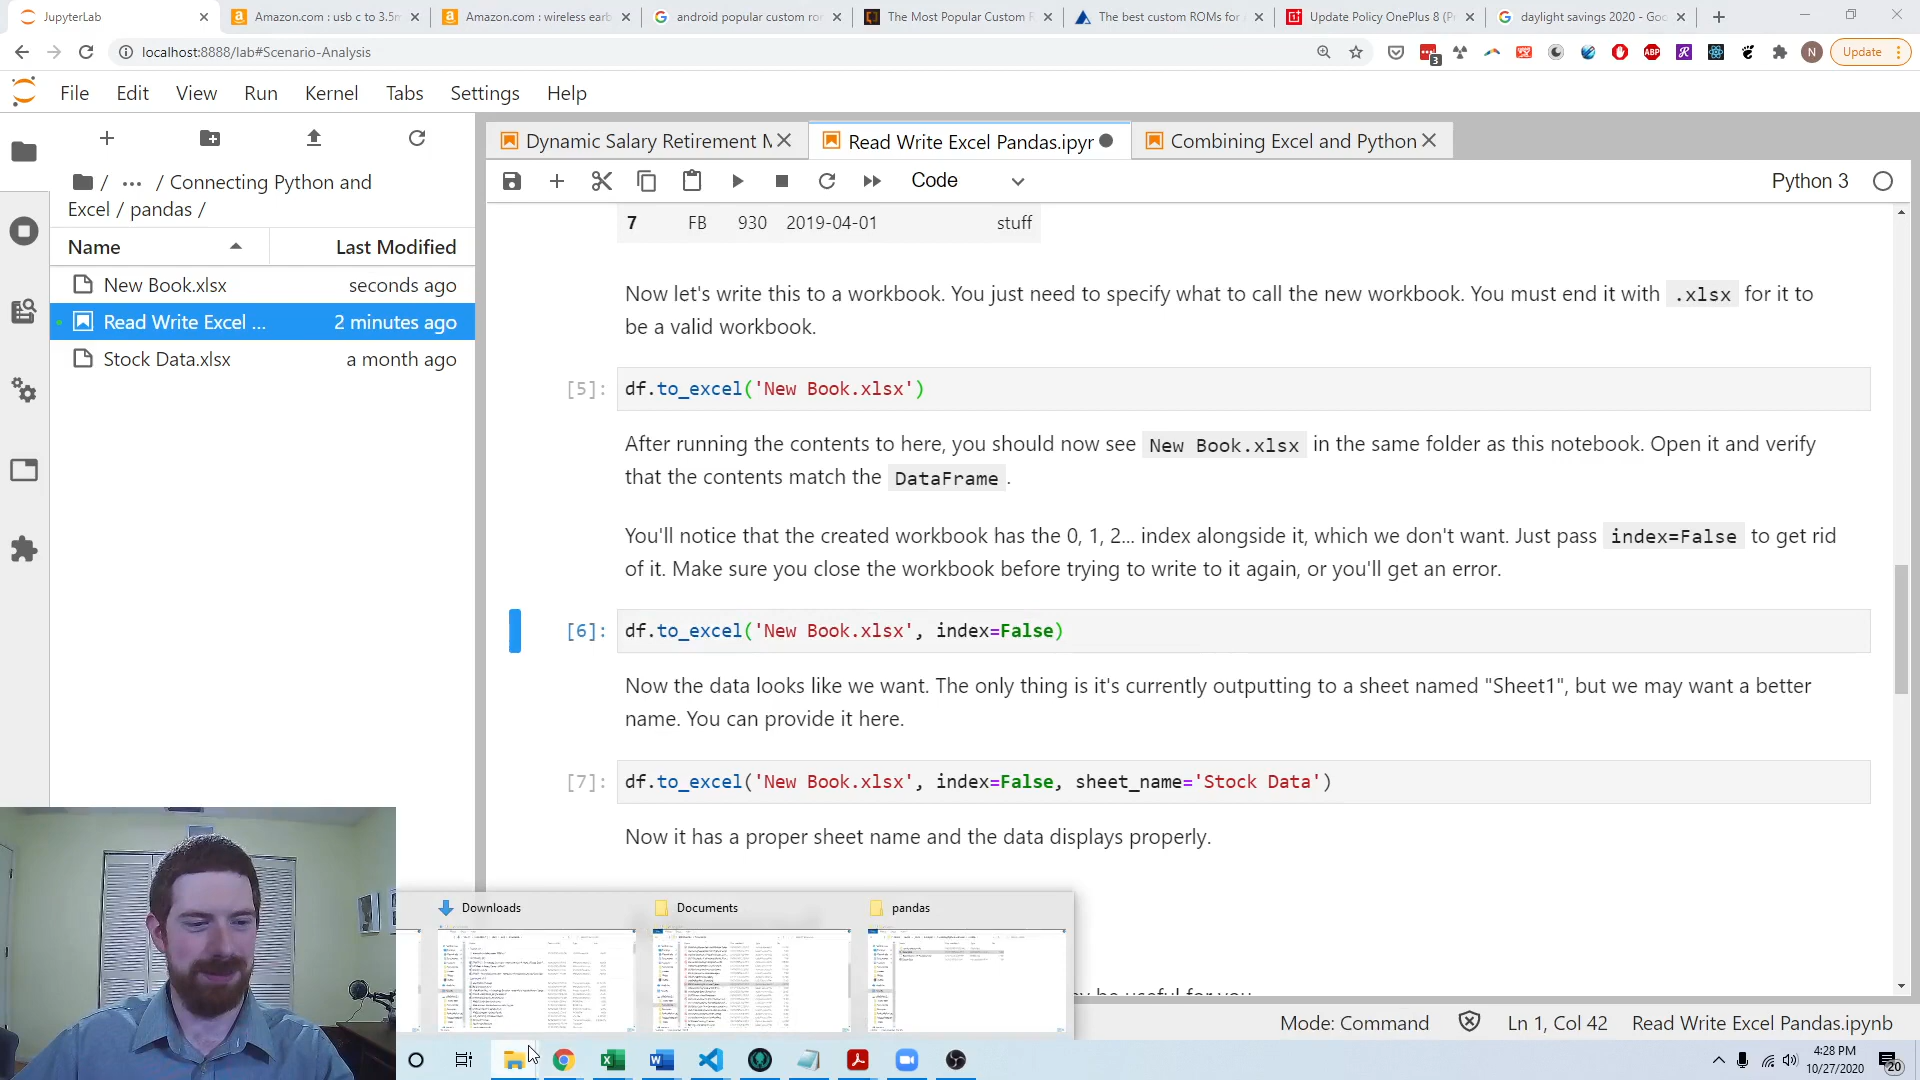 JupyterLab
Amazon.com : usb c to 3.5m
Amazon.com : wireless earb
android popular custom ro
The Most Popular Custom R
The best custom ROMs for
Update Policy OnePlus 8 (P
daylight savings 2020 - Goo
localhost:8888/lab#Scenario-Analysis
3
ABP
N
Update
File Edit View Run Kernel Tabs Settings Help
Dynamic Salary Retirement M
Read Write Excel Pandas.ipyr
Combining Excel and Python
/ ... / Connecting Python and
Excel / pandas /
Code
Python 3
Name Last Modified
New Book.xlsx seconds ago
Read Write Excel ... 2 minutes ago
Stock Data.xlsx a month ago
7 FB 930 2019-04-01 stuff
Now let's write this to a workbook. You just need to specify what to call the new workbook. You must end it with .xlsx for it to
be a valid workbook.
[5]: df.to_excel('New Book.xlsx')
After running the contents to here, you should now see New Book.xlsx in the same folder as this notebook. Open it and verify
that the contents match the DataFrame.
You'll notice that the created workbook has the 0, 1, 2... index alongside it, which we don't want. Just pass index=False to get rid
of it. Make sure you close the workbook before trying to write to it again, or you'll get an error.
[6]: df.to_excel('New Book.xlsx', index=False)
Now the data looks like we want. The only thing is it's currently outputting to a sheet named "Sheet1", but we may want a better
name. You can provide it here.
[7]: df.to_excel('New Book.xlsx', index=False, sheet_name='Stock Data')
Now it has a proper sheet name and the data displays properly.
Downloads
Documents
pandas
be useful for you
Mode: Command
Ln 1, Col 42
Read Write Excel Pandas.ipynb
4:28 PM
10/27/2020
20